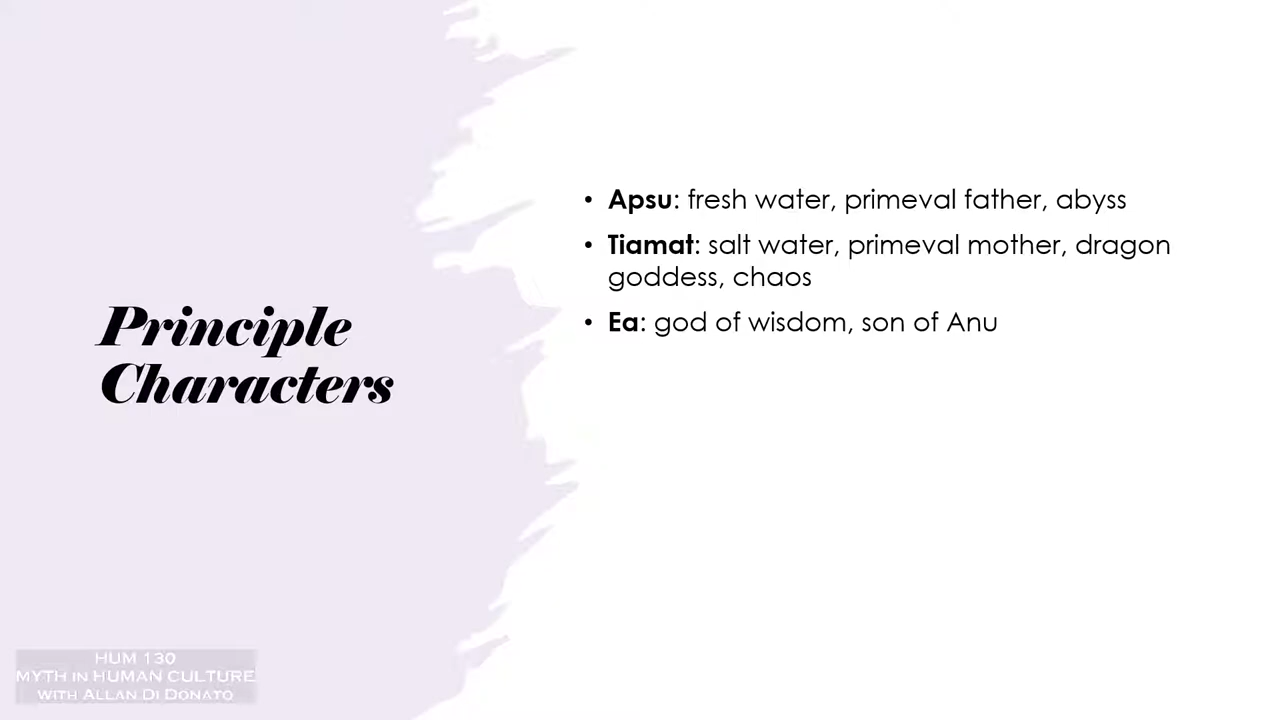 Principle
Characters
• Apsu: fresh water, primeval father, abyss
• Tiamat: salt water, primeval mother, dragon
goddess, chaos
• Ea: god of wisdom, son of Anu
HUM 130
MYTH IN HUMAN CULTURE
WITH ALLAN DI DONATO